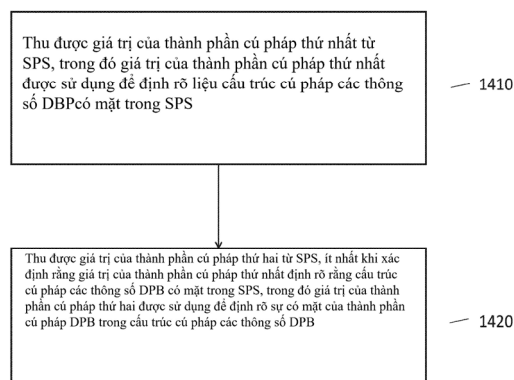 Thu được giá trị của thành phần cú pháp thứ nhất từ
SPS, trong đó giá trị của thành phần cú pháp thứ nhất
được sử dụng để định rõ liệu cấu trúc cú pháp các thông
số DBPcó mặt trong SPS
1410
Thu được giá trị của thành phần cú pháp thứ hai từ SPS, ít nhất khi xác
định rằng giá trị của thành phần cú pháp thứ nhất định rõ rằng cấu trúc
cú pháp các thông số DPB có mặt trong SPS, trong đó giá trị của thành
phần cú pháp thứ hai được sử dụng để định rõ sự có mặt của thành phần
cú pháp DPB trong cấu trúc cú pháp các thông số DPB
1420